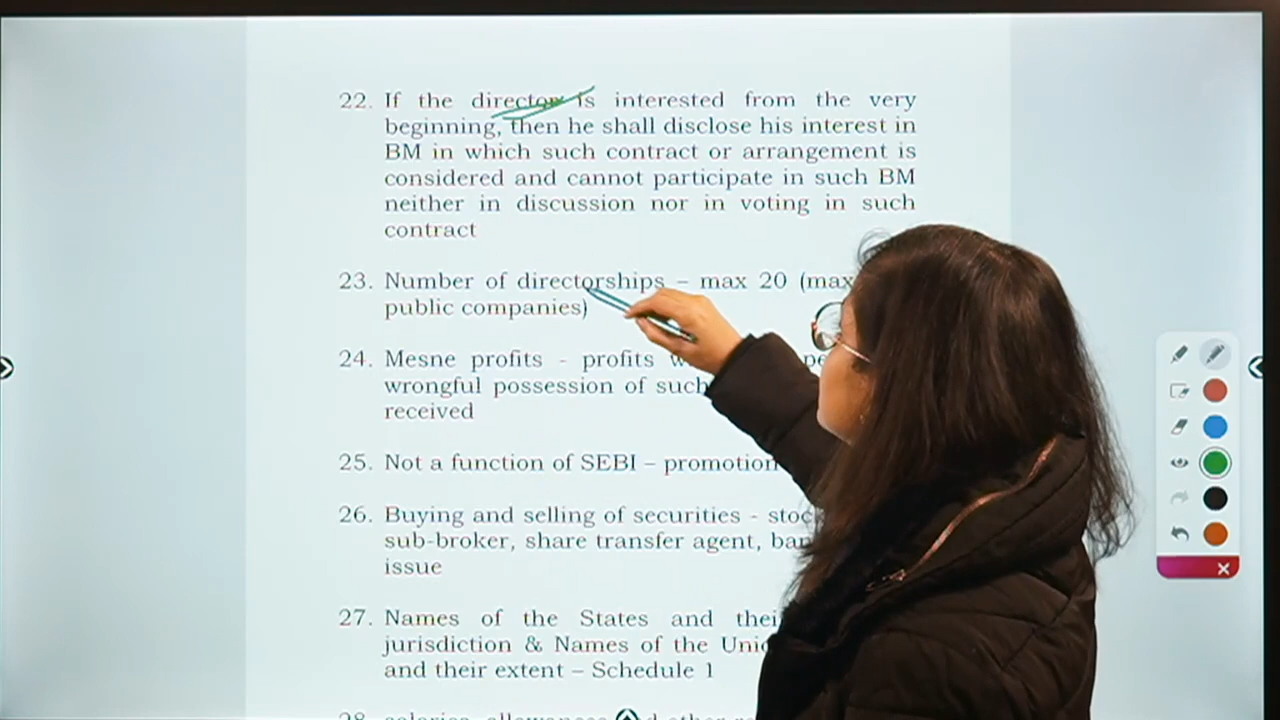 22. If the director is interested from the very
beginning, then he shall disclose his interest in
BM in which such contract or arrangement is
considered and cannot participate in such BM
neither in discussion nor in voting in such
contract
23. Number of directorships – max 20 (max
public companies)
24. Mesne profits - profits
wrongful possession of such
received
25. Not a function of SEBI – promotion
26. Buying and selling of securities -
sub-broker, share transfer agent,
issue
27. Names of the States and
jurisdiction & Names of the
and their extent – Schedule 1
28. salaries,